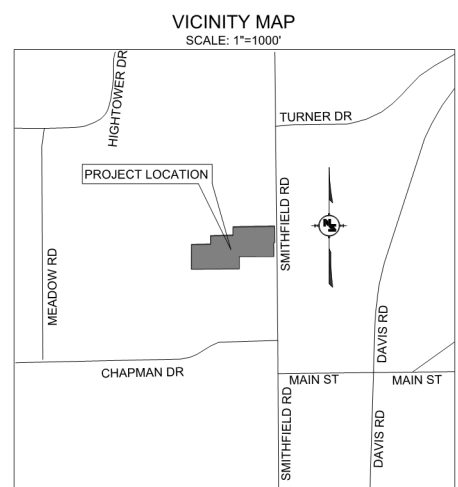 VICINITY MAP
SCALE: 1"=1000'
HIGHTOWER DR
TURNER DR
PROJECT LOCATION
SMITHFIELD RD
N
S
MEADOW RD
DAVIS RD
CHAPMAN DR
MAIN ST
MAIN ST
SMITHFIELD RD
DAVIS RD